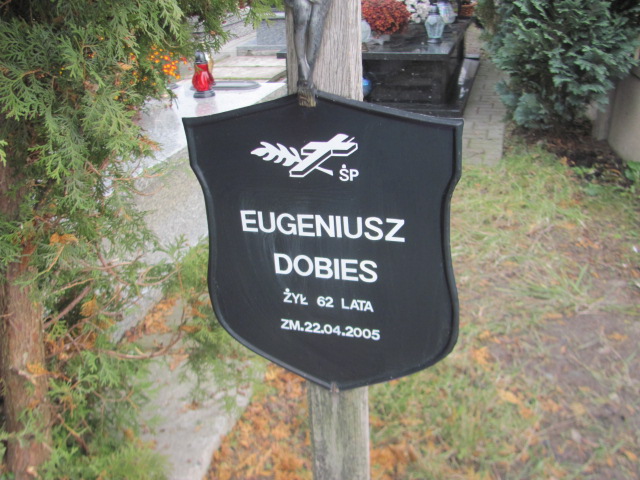 ŚP
EUGENIUSZ
DOBIES
ŻYŁ 62 LATA
ZM.22.04.2005